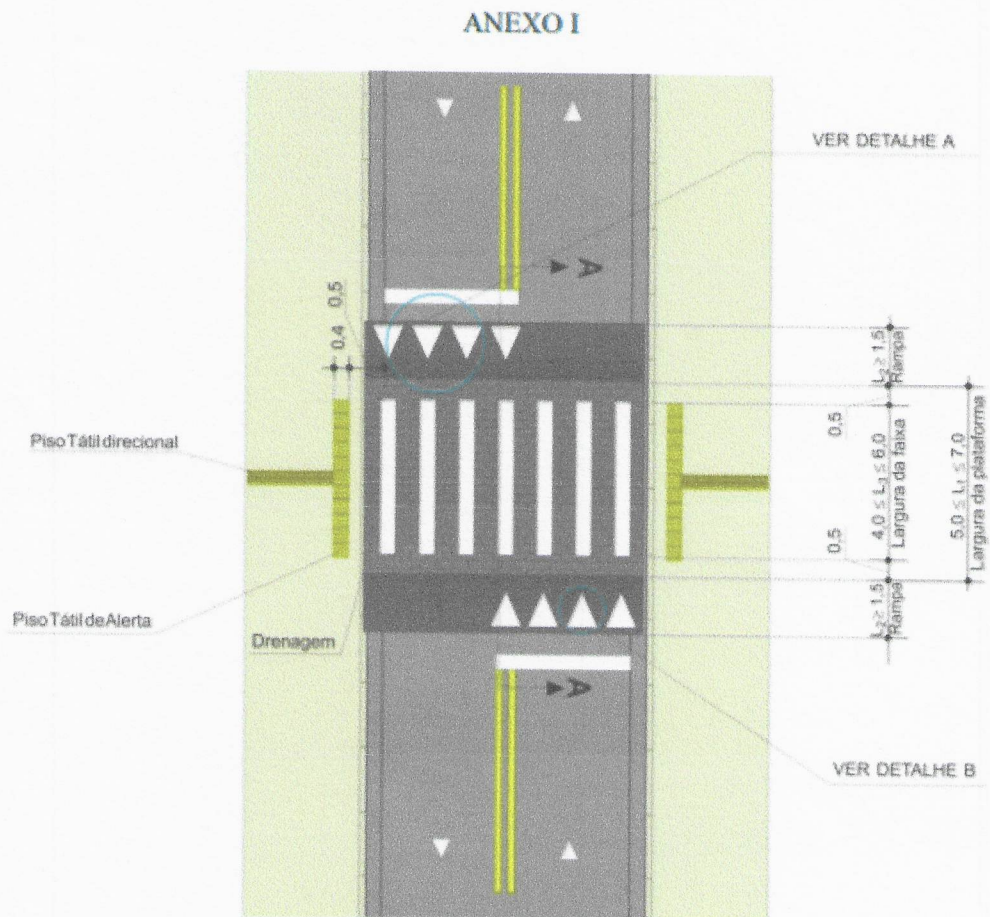 ANEXO I
VER DETALHE A
A
0,5
0,4
L₂ ≥ 1,5
Rampa
Piso Tátil direcional
0,5
4,0 ≤ L₃ ≤ 6,0
Largura da faixa
5,0 ≤ L₁ ≤ 7,0
Largura da plataforma
0,5
Piso Tátil de Alerta
Drenagem
L₂ ≥ 1,5
Rampa
A
VER DETALHE B